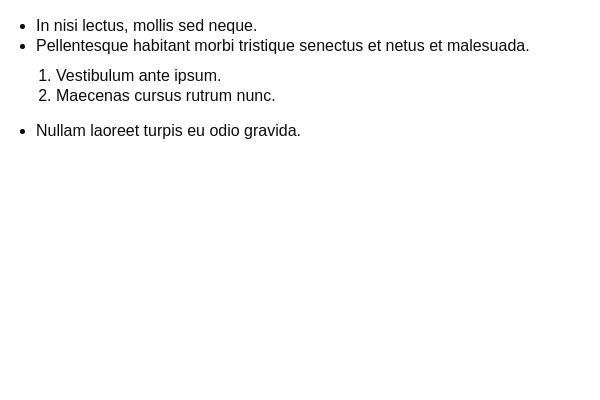 • In nisi lectus, mollis sed neque.
• Pellentesque habitant morbi tristique senectus et netus et malesuada.
1. Vestibulum ante ipsum.
2. Maecenas cursus rutrum nunc.
• Nullam laoreet turpis eu odio gravida.